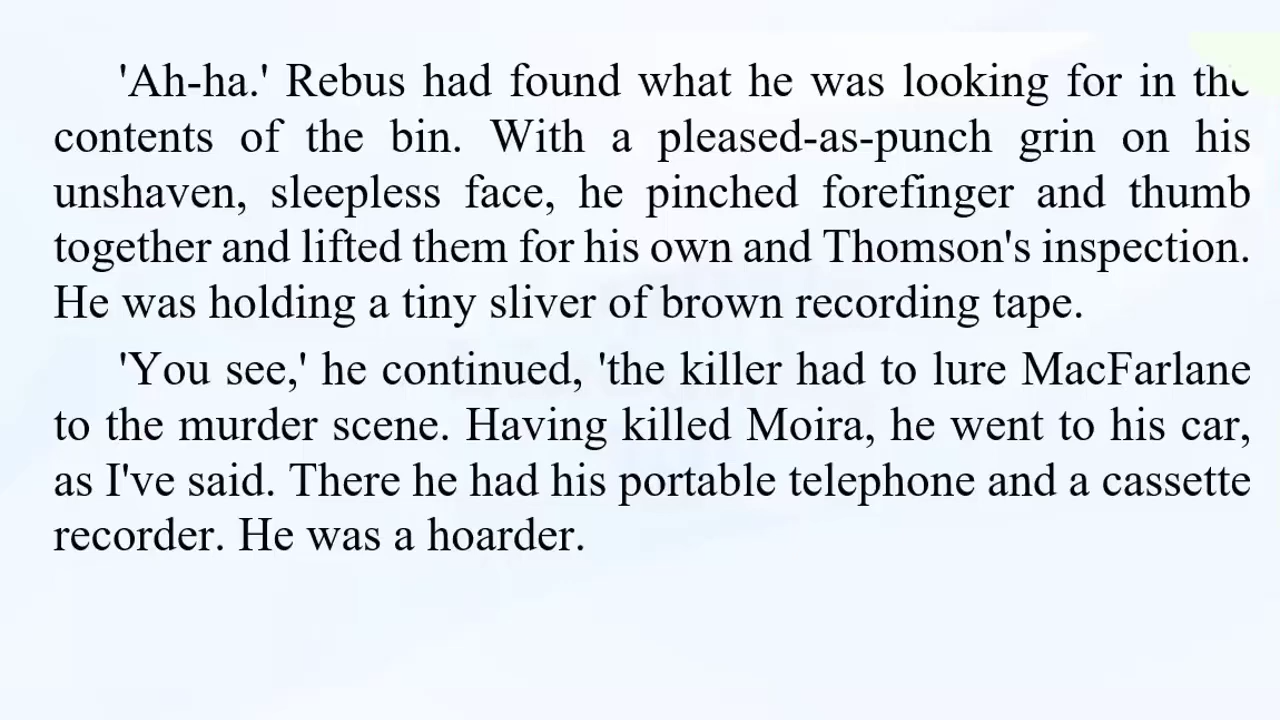 'Ah-ha.' Rebus had found what he was looking for in the
contents of the bin. With a pleased-as-punch grin on his
unshaven, sleepless face, he pinched forefinger and thumb
together and lifted them for his own and Thomson's inspection.
He was holding a tiny sliver of brown recording tape.
'You see,' he continued, 'the killer had to lure MacFarlane
to the murder scene. Having killed Moira, he went to his car,
as I've said. There he had his portable telephone and a cassette
recorder. He was a hoarder.